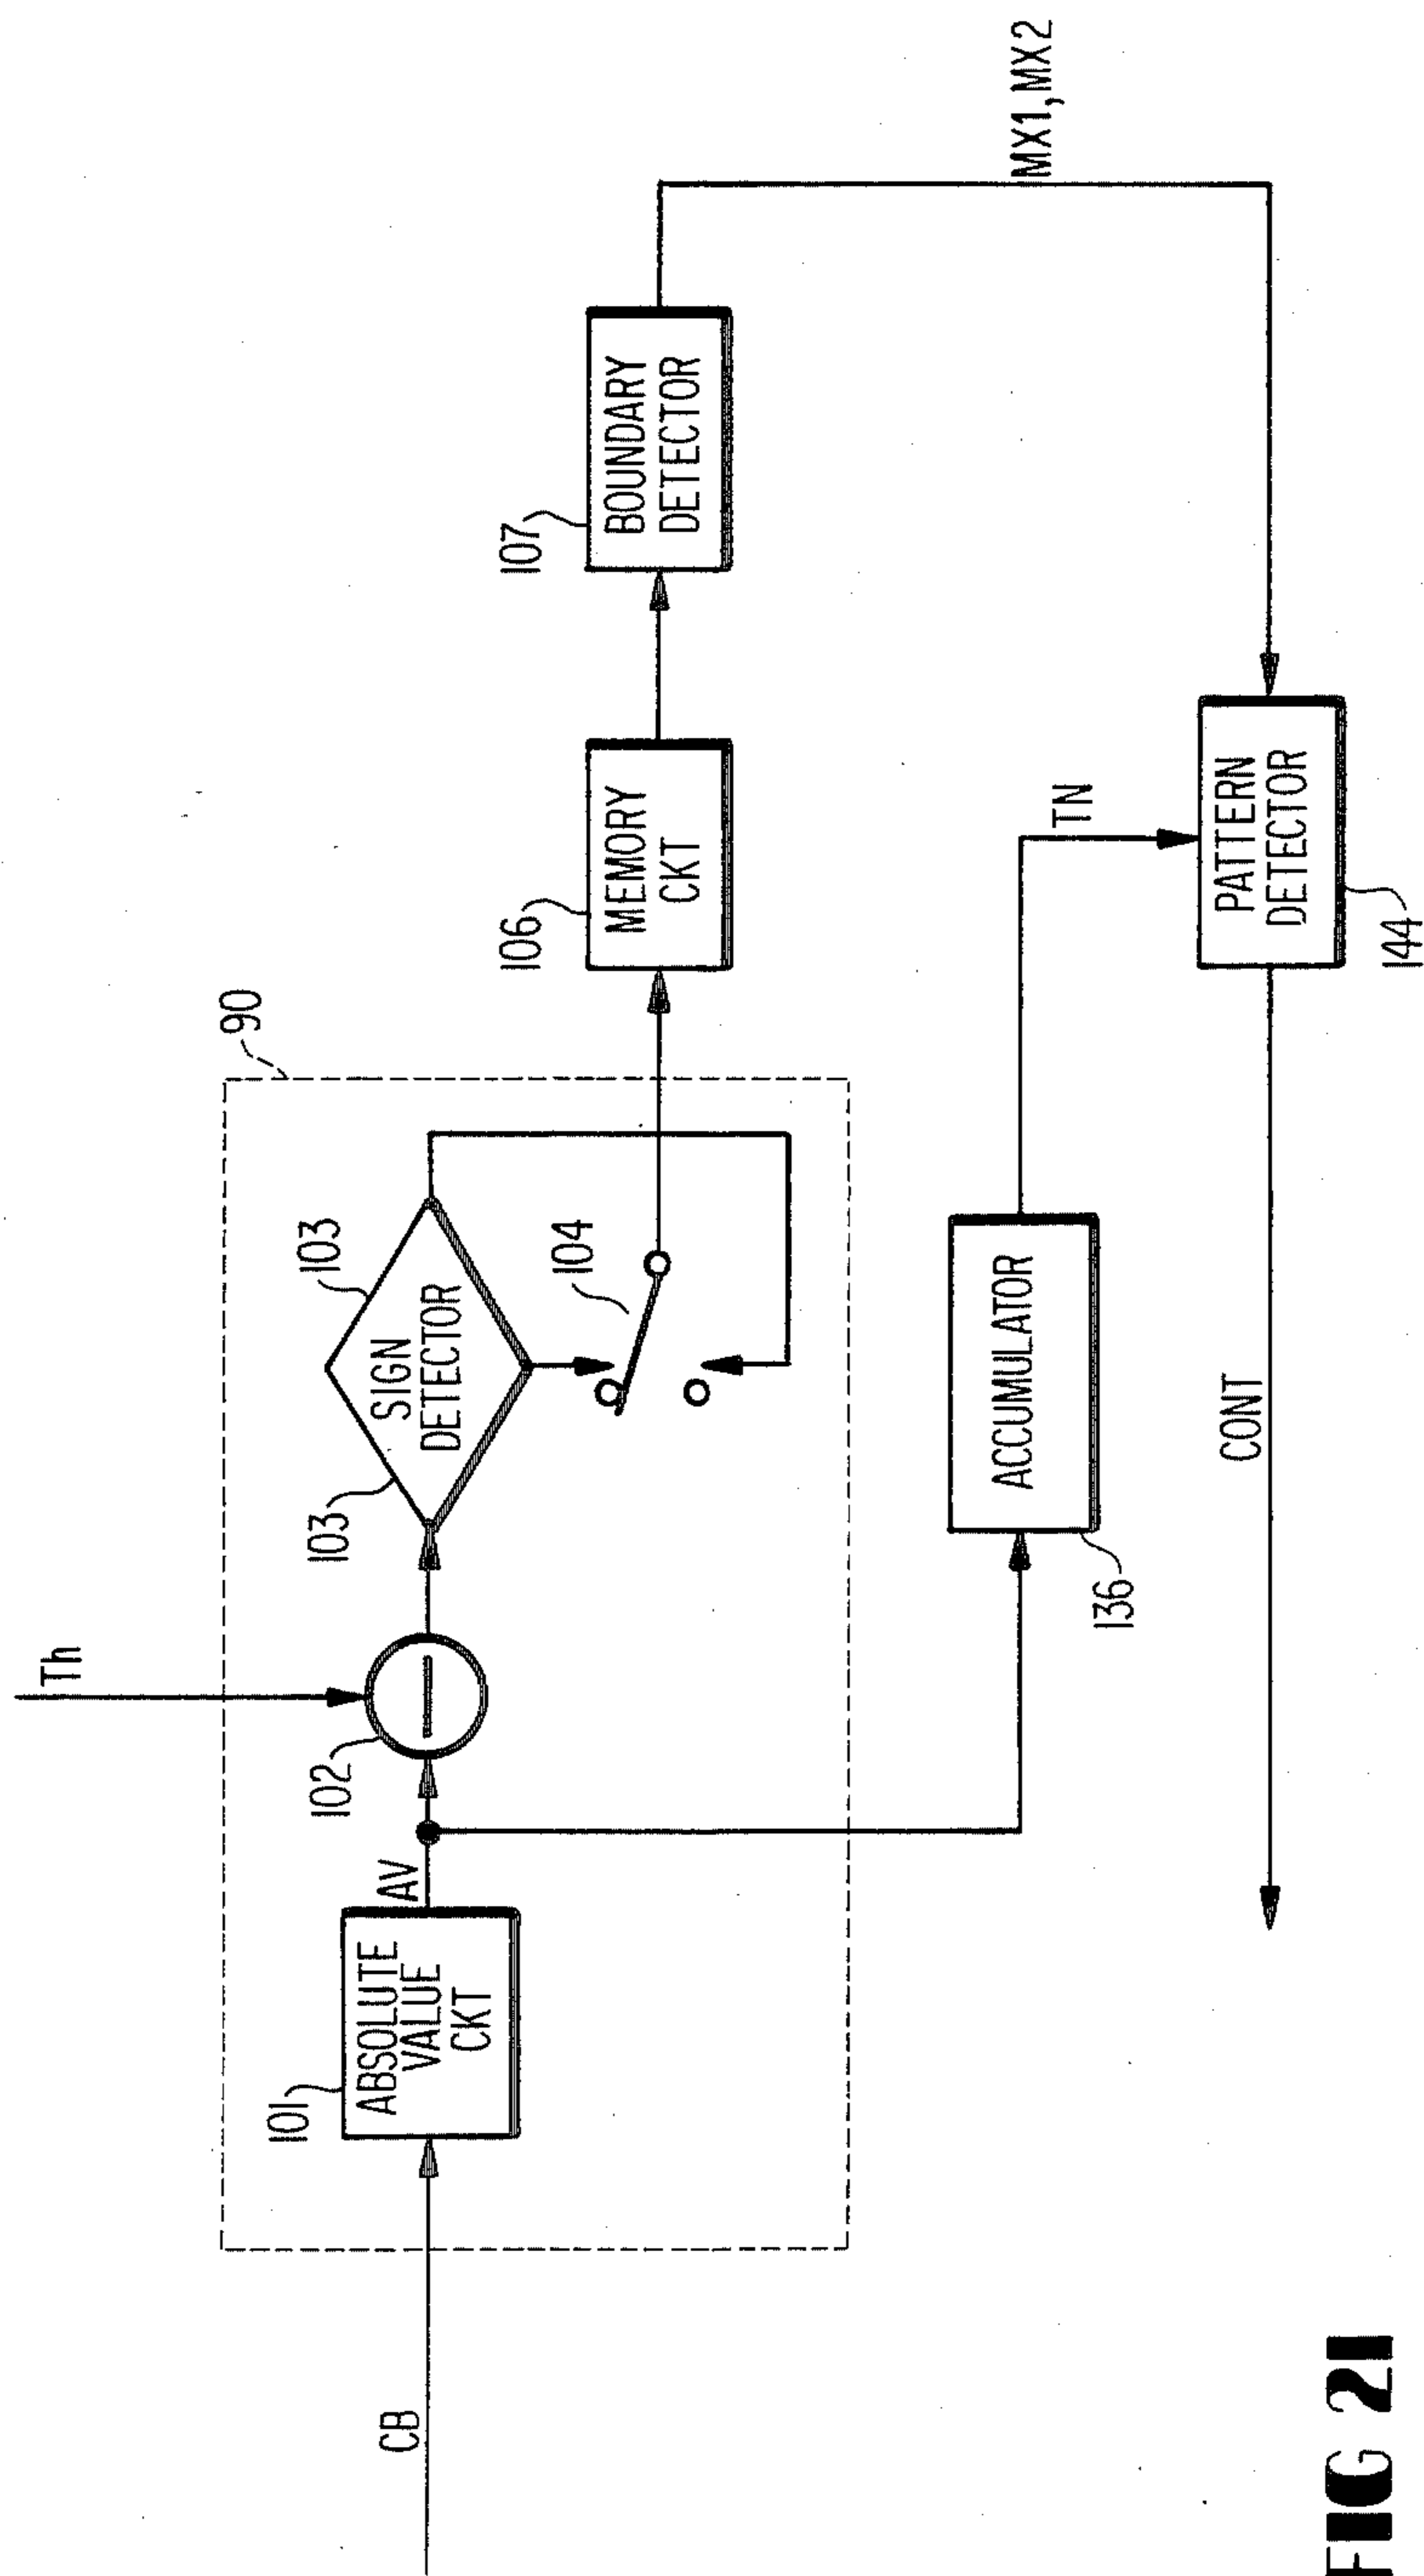 Th
90
CB
101
ABSOLUTE
VALUE
CKT
AV
102
103
SIGN
DETECTOR
103
104
106
MEMORY
CKT
107
BOUNDARY
DETECTOR
MX1,MX2
136
ACCUMULATOR
TN
PATTERN
DETECTOR
144
CONT
FIG 21